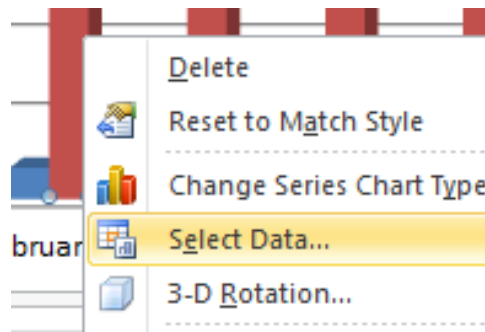 Delete
Reset to Match Style
Change Series Chart Type
bruar
Select Data...
3-D Rotation...